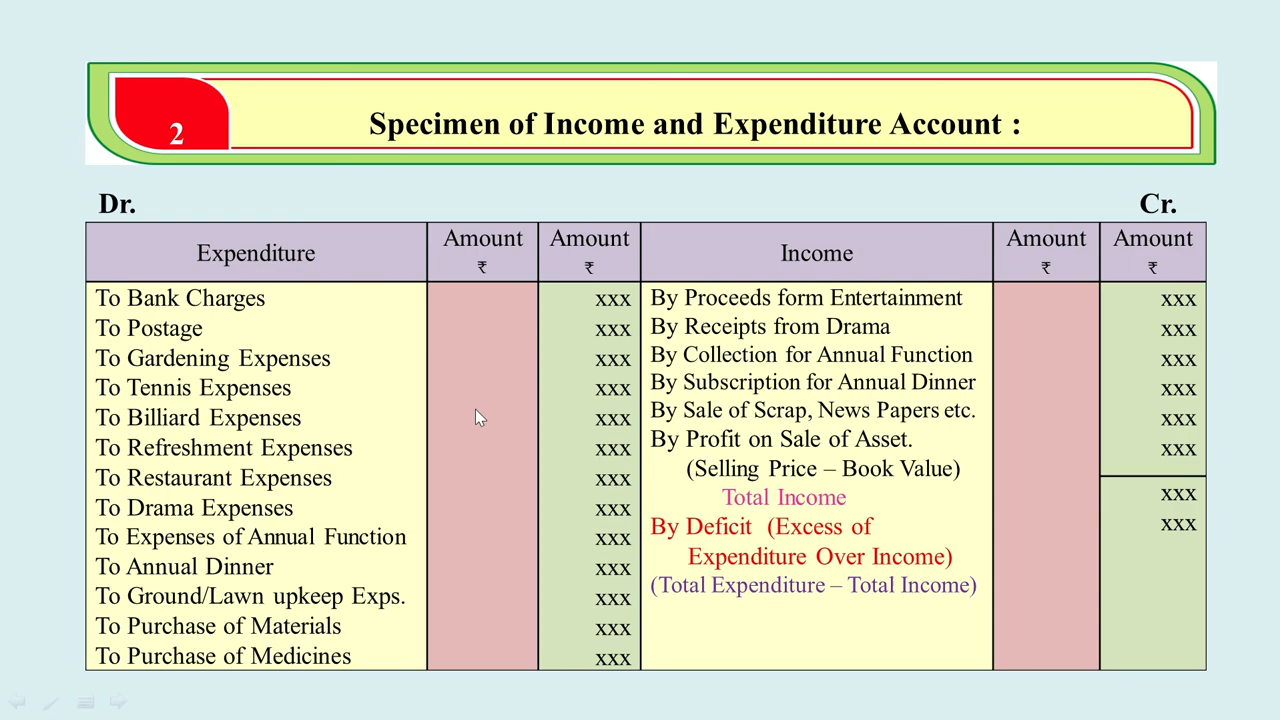 2
Specimen of Income and Expenditure Account :
Dr. Cr.
Expenditure Amount ₹ Amount ₹ Income Amount ₹ Amount ₹
To Bank Charges xxx By Proceeds form Entertainment xxx
To Postage xxx By Receipts from Drama xxx
To Gardening Expenses xxx By Collection for Annual Function xxx
To Tennis Expenses xxx By Subscription for Annual Dinner xxx
To Billiard Expenses xxx By Sale of Scrap, News Papers etc. xxx
To Refreshment Expenses xxx By Profit on Sale of Asset. xxx
To Restaurant Expenses xxx (Selling Price – Book Value)
To Drama Expenses xxx Total Income xxx
To Expenses of Annual Function xxx By Deficit (Excess of xxx
To Annual Dinner xxx Expenditure Over Income)
To Ground/Lawn upkeep Exps. xxx (Total Expenditure – Total Income)
To Purchase of Materials xxx
To Purchase of Medicines xxx